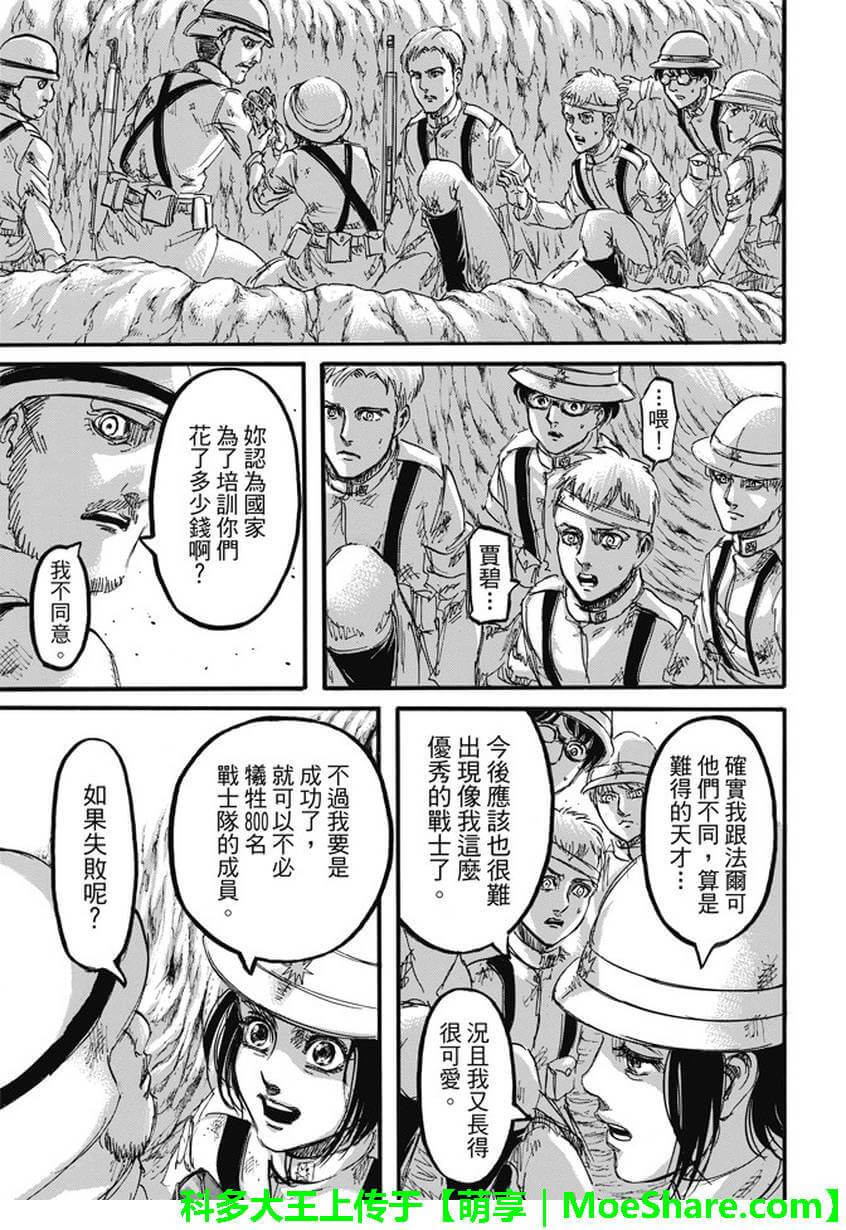 …喂！
賈碧…
妳認為國家
為了培訓你們
花了多少錢啊？
我不同意。
確實我跟法爾可
他們不同，算是
難得的天才…
今後應該也很難
出現像我這麼
優秀的戰士了。
況且我又長得
很可愛。
不過我要是
成功了，
就可以不必
犧牲800名
戰士隊的成員。
如果失敗呢？
科多大王上传于【萌享|MoeShare.com】